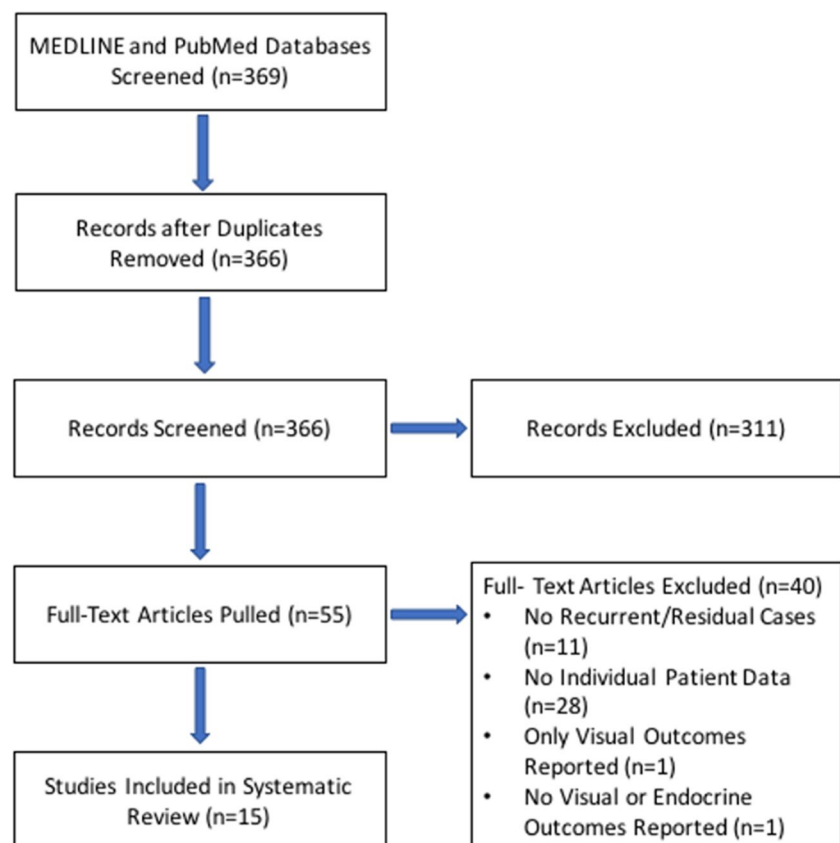 MEDLINE and PubMed Databases
Screened (n=369)
Records after Duplicates
Removed (n=366)
Records Screened (n=366)
Records Excluded (n=311)
Full-Text Articles Pulled (n=55)
Full- Text Articles Excluded (n=40)
• No Recurrent/Residual Cases
(n=11)
• No Individual Patient Data
(n=28)
• Only Visual Outcomes
Reported (n=1)
• No Visual or Endocrine
Outcomes Reported (n=1)
Studies Included in Systematic
Review (n=15)